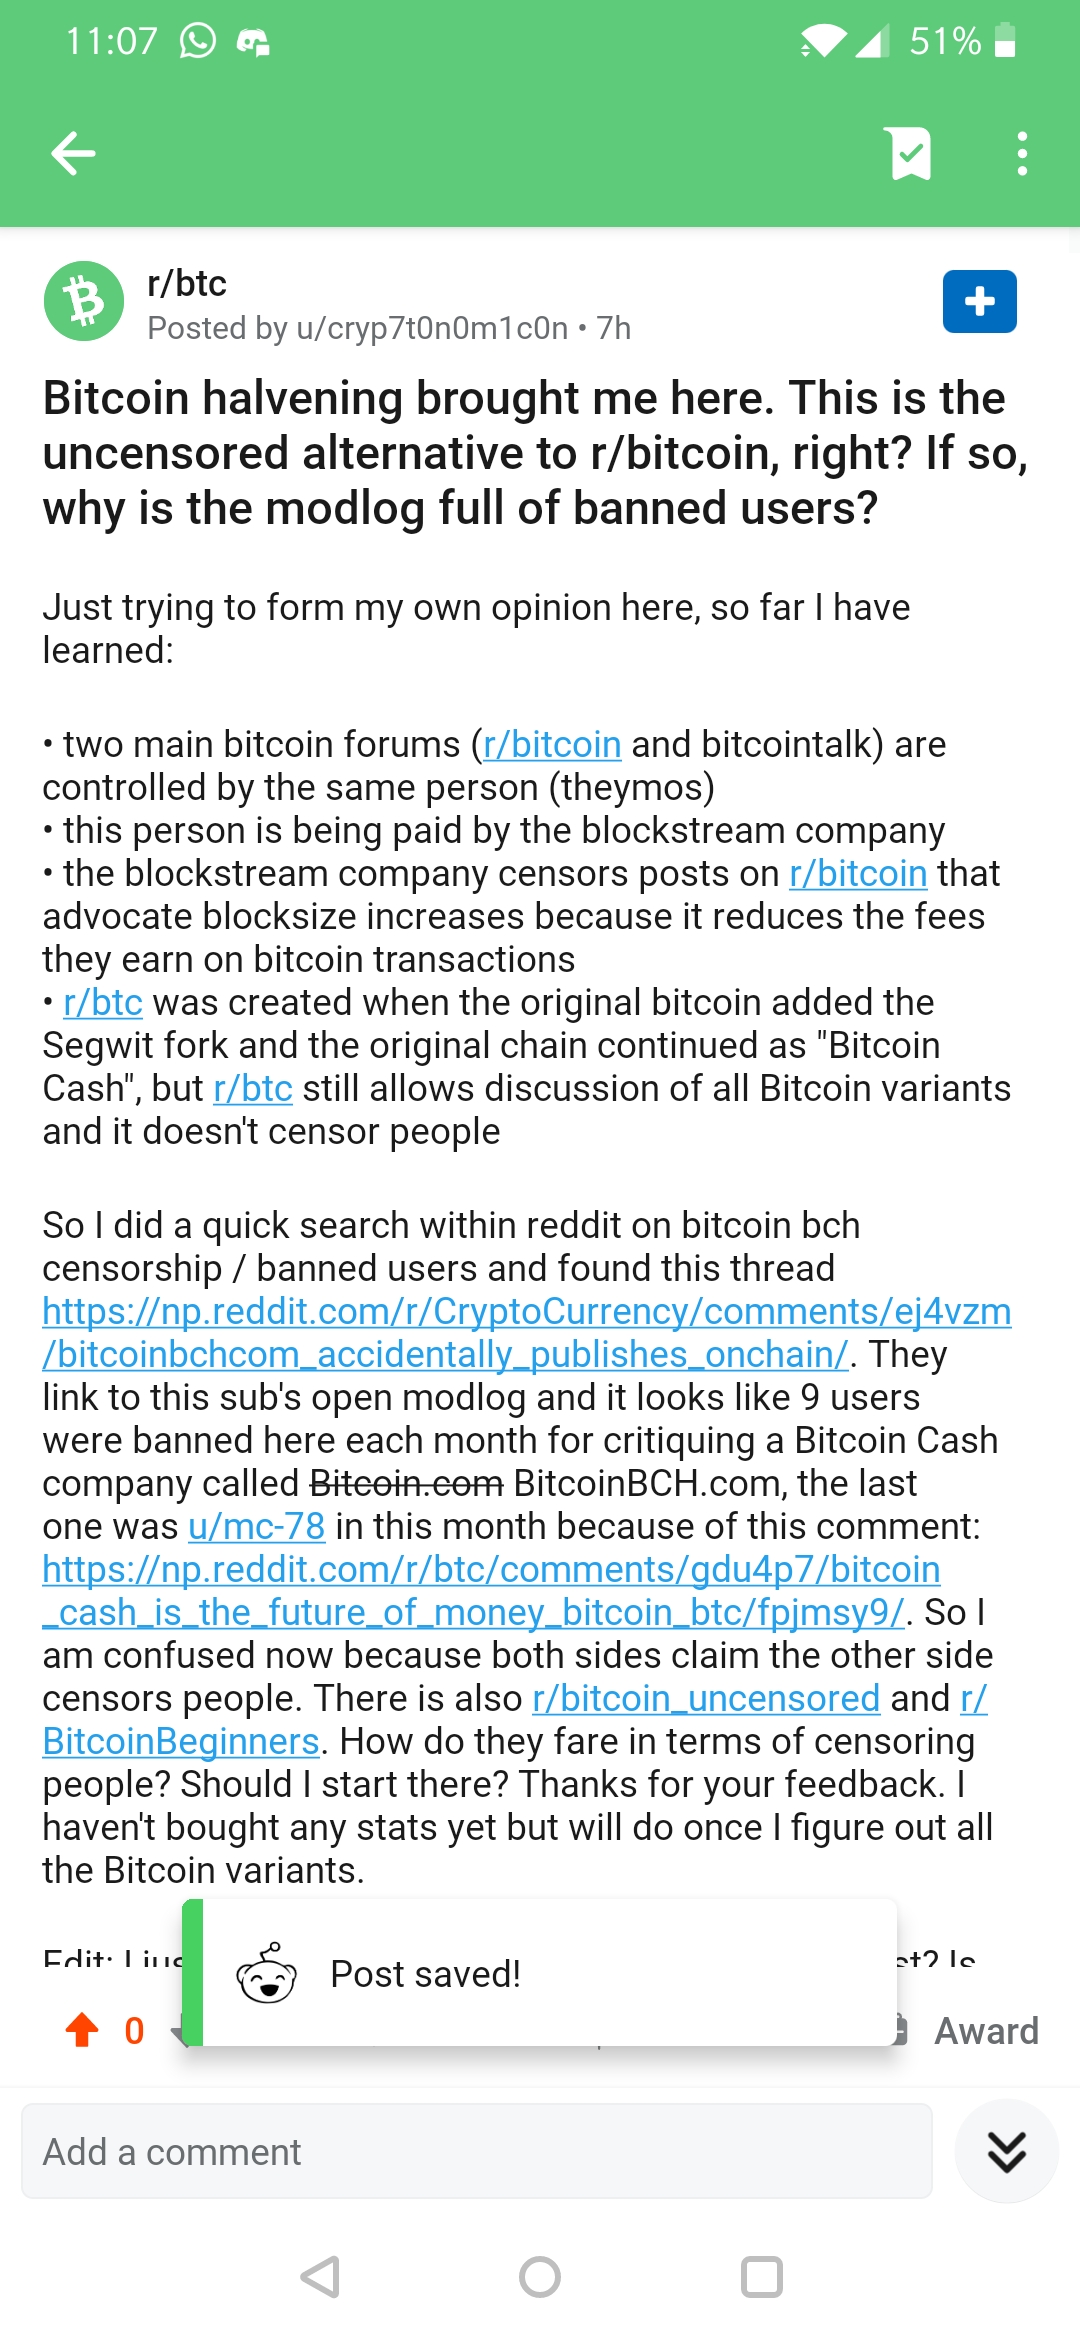 11:07
51%
r/btc
Posted by u/cryp7t0n0m1c0n • 7h
Bitcoin halvening brought me here. This is the
uncensored alternative to r/bitcoin, right? If so,
why is the modlog full of banned users?
Just trying to form my own opinion here, so far I have
learned:
• two main bitcoin forums (r/bitcoin and bitcointalk) are
controlled by the same person (theymos)
• this person is being paid by the blockstream company
• the blockstream company censors posts on r/bitcoin that
advocate blocksize increases because it reduces the fees
they earn on bitcoin transactions
• r/btc was created when the original bitcoin added the
Segwit fork and the original chain continued as "Bitcoin
Cash", but r/btc still allows discussion of all Bitcoin variants
and it doesn't censor people
So I did a quick search within reddit on bitcoin bch
censorship / banned users and found this thread
https://np.reddit.com/r/CryptoCurrency/comments/ej4vzm
/bitcoinbchcom_accidentally_publishes_onchain/. They
link to this sub's open modlog and it looks like 9 users
were banned here each month for critiquing a Bitcoin Cash
company called Bitcoin.com BitcoinBCH.com, the last
one was u/mc-78 in this month because of this comment:
https://np.reddit.com/r/btc/comments/gdu4p7/bitcoin
_cash_is_the_future_of_money_bitcoin_btc/fpjmsy9/. So I
am confused now because both sides claim the other side
censors people. There is also r/bitcoin_uncensored and r/
BitcoinBeginners. How do they fare in terms of censoring
people? Should I start there? Thanks for your feedback. I
haven't bought any stats yet but will do once I figure out all
the Bitcoin variants.
Edit: I
Post saved!
Is
0
Award
Add a comment